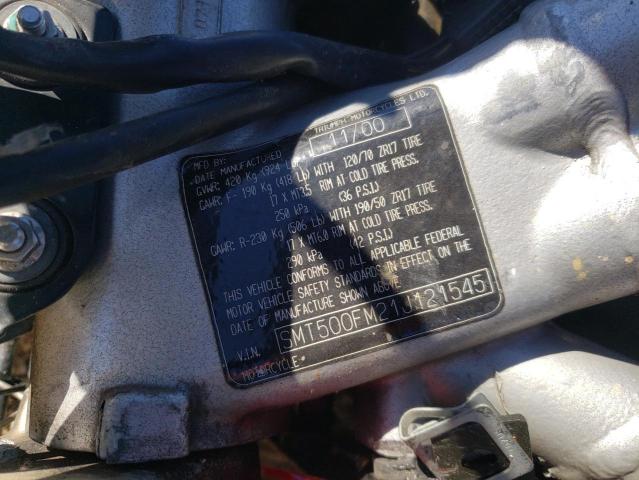 MFD BY: TRIUMPH MOTORCYCLES LTD.
DATE MANUFACTURED 11/00
GVWR: 420 Kg (924 L
GAWR: F- 190 Kg (418 Lb) WITH 120/70 ZR17 TIRE
17 X MT3.5 RIM AT COLD TIRE PRESS.
250 kPa (36 P.S.I.)
GAWR: R-230 Kg (506 Lb) WITH 190/50 ZR17 TIRE
17 X MT6.0 RIM AT COLD TIRE PRESS.
290 kPa (42 P.S.I.)
THIS VEHICLE CONFORMS TO ALL APPLICABLE FEDERAL
MOTOR VEHICLE SAFETY STANDARDS IN EFFECT ON THE
DATE OF MANUFACTURE SHOWN ABOVE
V.I.N. SMT500FM21J121545
MOTORCYCLE